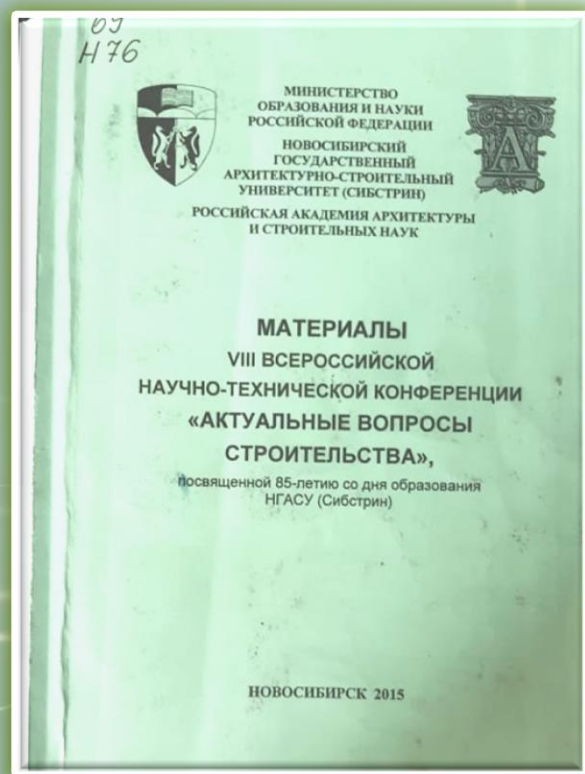 69
Н76
МИНИСТЕРСТВО
ОБРАЗОВАНИЯ И НАУКИ
РОССИЙСКОЙ ФЕДЕРАЦИИ
НОВОСИБИРСКИЙ
ГОСУДАРСТВЕННЫЙ
АРХИТЕКТУРНО-СТРОИТЕЛЬНЫЙ
УНИВЕРСИТЕТ (СИБСТРИН)
РОССИЙСКАЯ АКАДЕМИЯ АРХИТЕКТУРЫ
И СТРОИТЕЛЬНЫХ НАУК
А
МАТЕРИАЛЫ
VIII ВСЕРОССИЙСКОЙ
НАУЧНО-ТЕХНИЧЕСКОЙ КОНФЕРЕНЦИИ
«АКТУАЛЬНЫЕ ВОПРОСЫ
СТРОИТЕЛЬСТВА»,
посвященной 85-летию со дня образования
НГАСУ (Сибстрин)
НОВОСИБИРСК 2015